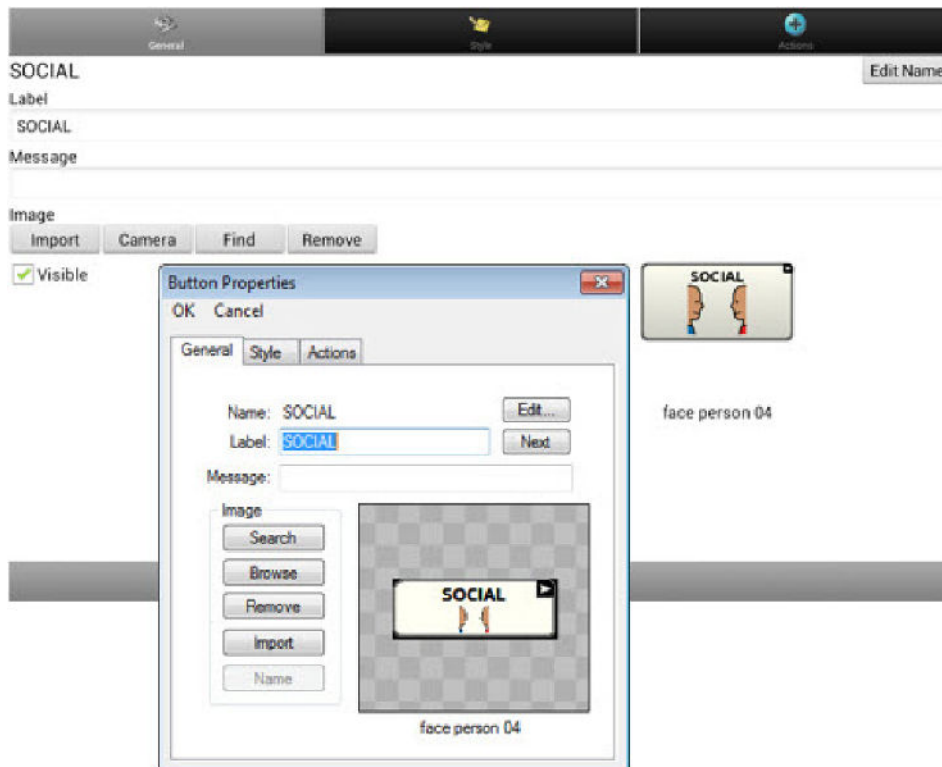 General Style Actions
SOCIAL Edit Name
Label
SOCIAL
Message
Image
Import Camera Find Remove
Visible
SOCIAL
face person 04
Button Properties
OK Cancel
General Style Actions
Name: SOCIAL Edit...
Label: SOCIAL Next
Message:
Image
Search
Browse
Remove
Import
Name
SOCIAL
face person 04